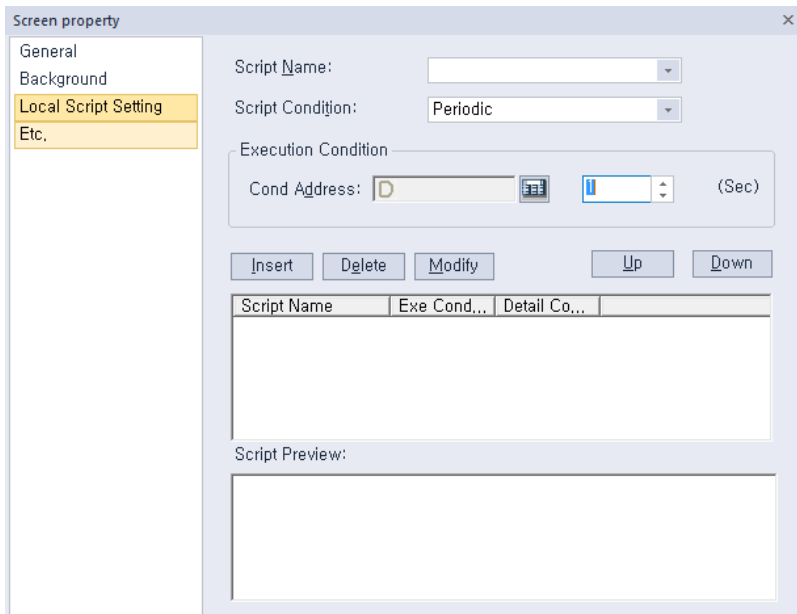 Screen property
General
Background
Local Script Setting
Etc.
Script Name:
Script Condition: Periodic
Execution Condition
Cond Address: D 1 (Sec)
Insert Delete Modify Up Down
Script Name Exe Cond... Detail Co...
Script Preview: